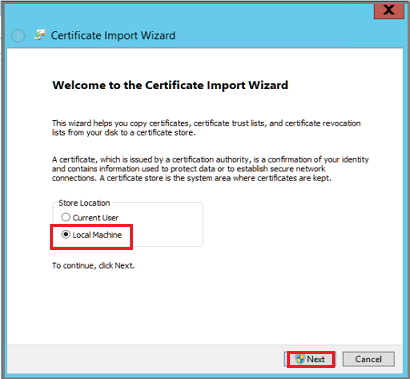 Certificate Import Wizard
Welcome to the Certificate Import Wizard
This wizard helps you copy certificates, certificate trust lists, and certificate revocation
lists from your disk to a certificate store.
A certificate, which is issued by a certification authority, is a confirmation of your identity
and contains information used to protect data or to establish secure network
connections. A certificate store is the system area where certificates are kept.
Store Location
Current User
Local Machine
To continue, click Next.
Next
Cancel